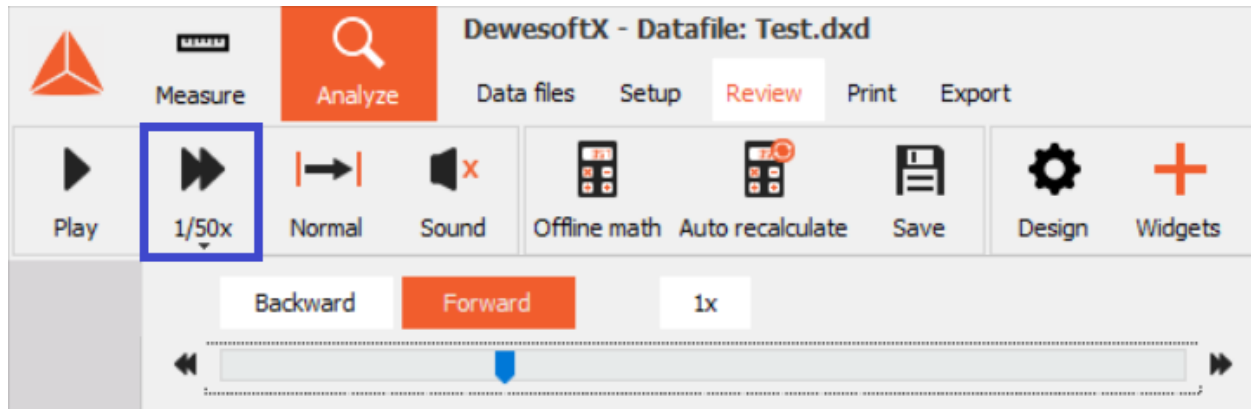 DewesoftX - Datafile: Test.dxd
Measure Analyze Data files Setup Review Print Export
Play 1/50x Normal Sound Offline math Auto recalculate Save Design Widgets
Backward Forward 1x